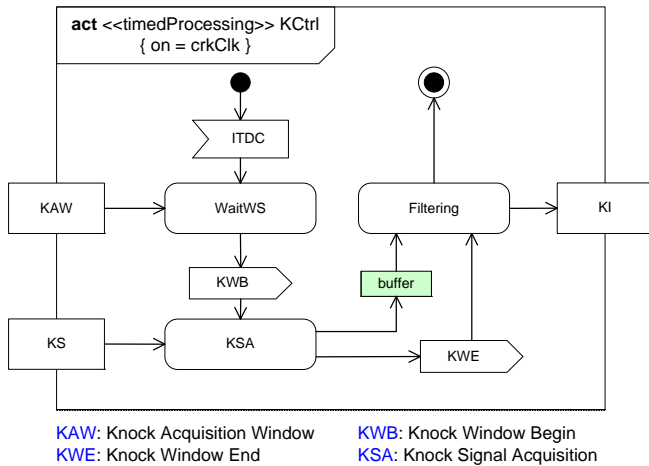 act <<timedProcessing>> KCtrl
{ on = crkClk }
ITDC
KAW
WaitWS
Filtering
KI
KWB
buffer
KS
KSA
KWE
KAW: Knock Acquisition Window
KWB: Knock Window Begin
KWE: Knock Window End
KSA: Knock Signal Acquisition